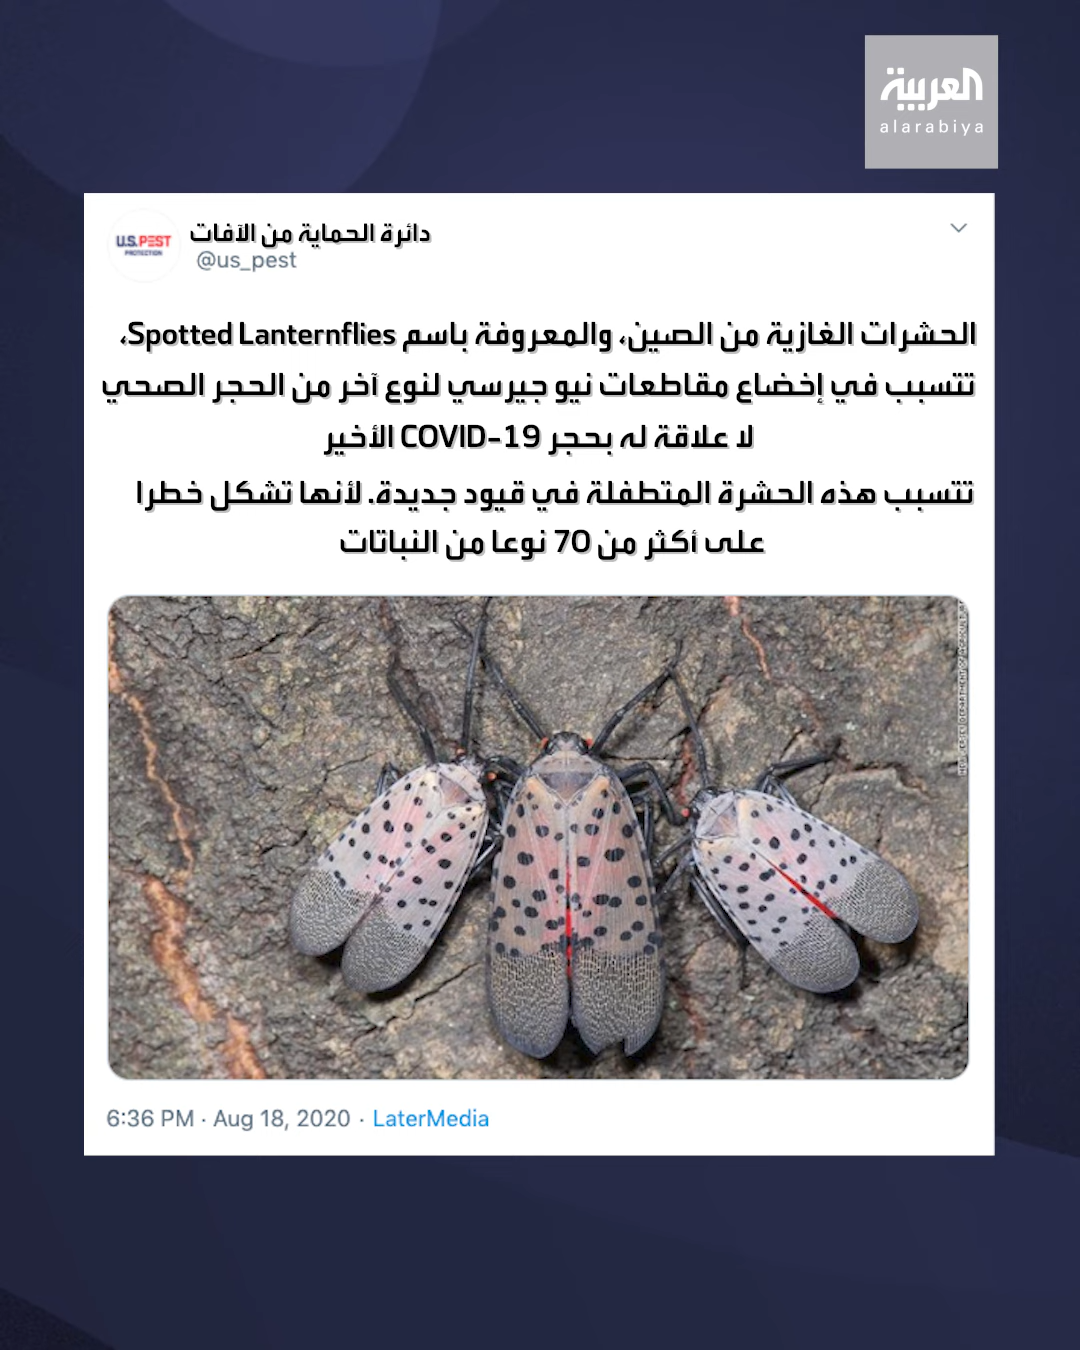 العربية
alarabiya
U.S.PEST
PROTECTION
دائرة الحماية من الآفات
@us_pest
الحشرات الغازية من الصين، والمعروفة باسم Spotted Lanternflies،
تتسبب في إخضاع مقاطعات نيو جيرسي لنوع آخر من الحجر الصحي
لا علاقة له بحجر COVID-19 الأخير
تتسبب هذه الحشرة المتطفلة في قيود جديدة. لأنها تشكل خطرا
على أكثر من 70 نوعا من النباتات
6:36 PM · Aug 18, 2020 · LaterMedia